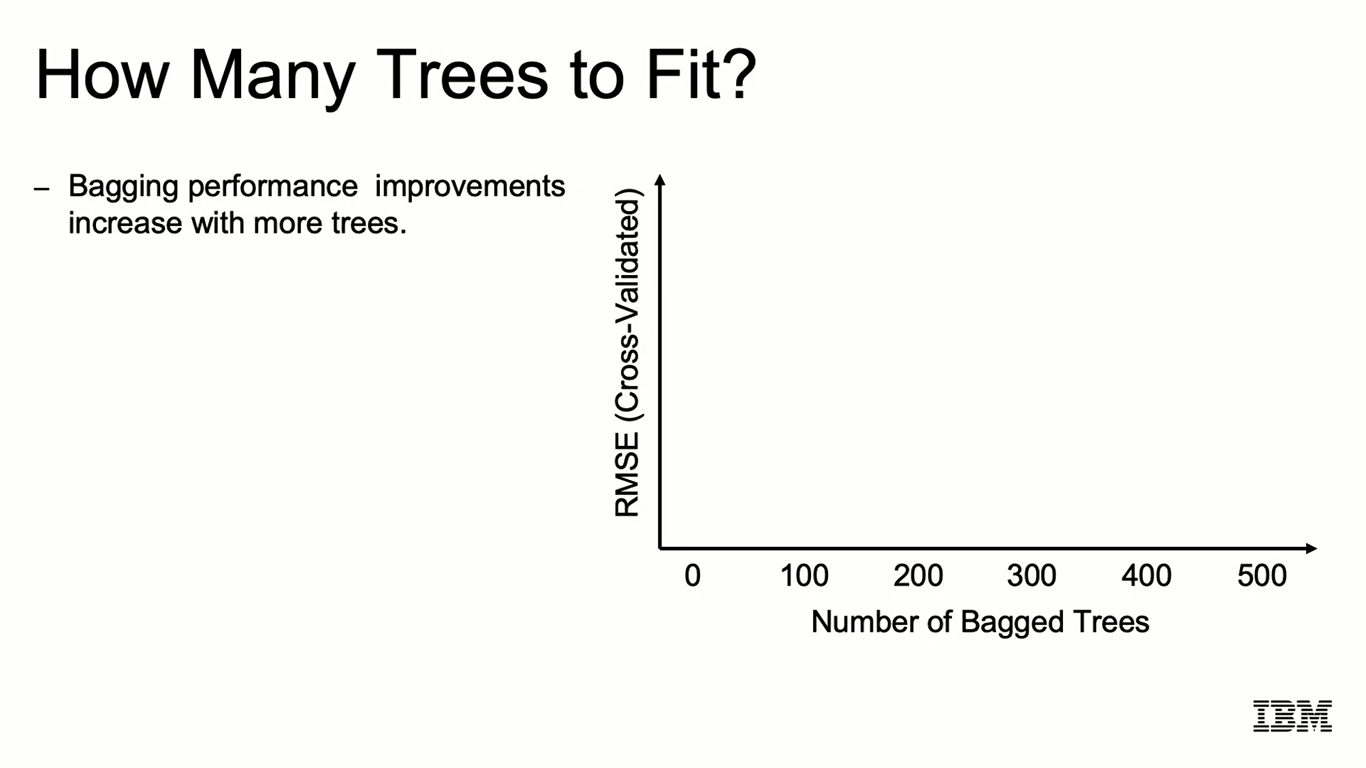 How Many Trees to Fit?
– Bagging performance improvements
increase with more trees.
RMSE (Cross-Validated)
0 100 200 300 400 500
Number of Bagged Trees
IBM